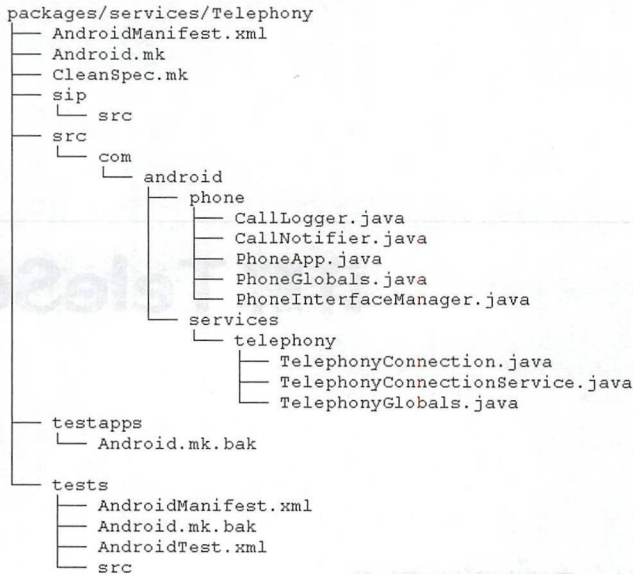 packages/services/Telephony
├── AndroidManifest.xml
├── Android.mk
├── CleanSpec.mk
├── sip
│   └── src
├── src
│   └── com
│       └── android
│           ├── phone
│           │   ├── CallLogger.java
│           │   ├── CallNotifier.java
│           │   ├── PhoneApp.java
│           │   ├── PhoneGlobals.java
│           │   └── PhoneInterfaceManager.java
│           └── services
│               └── telephony
│                   ├── TelephonyConnection.java
│                   ├── TelephonyConnectionService.java
│                   └── TelephonyGlobals.java
├── testapps
│   └── Android.mk.bak
└── tests
    ├── AndroidManifest.xml
    ├── Android.mk.bak
    ├── AndroidTest.xml
    └── src